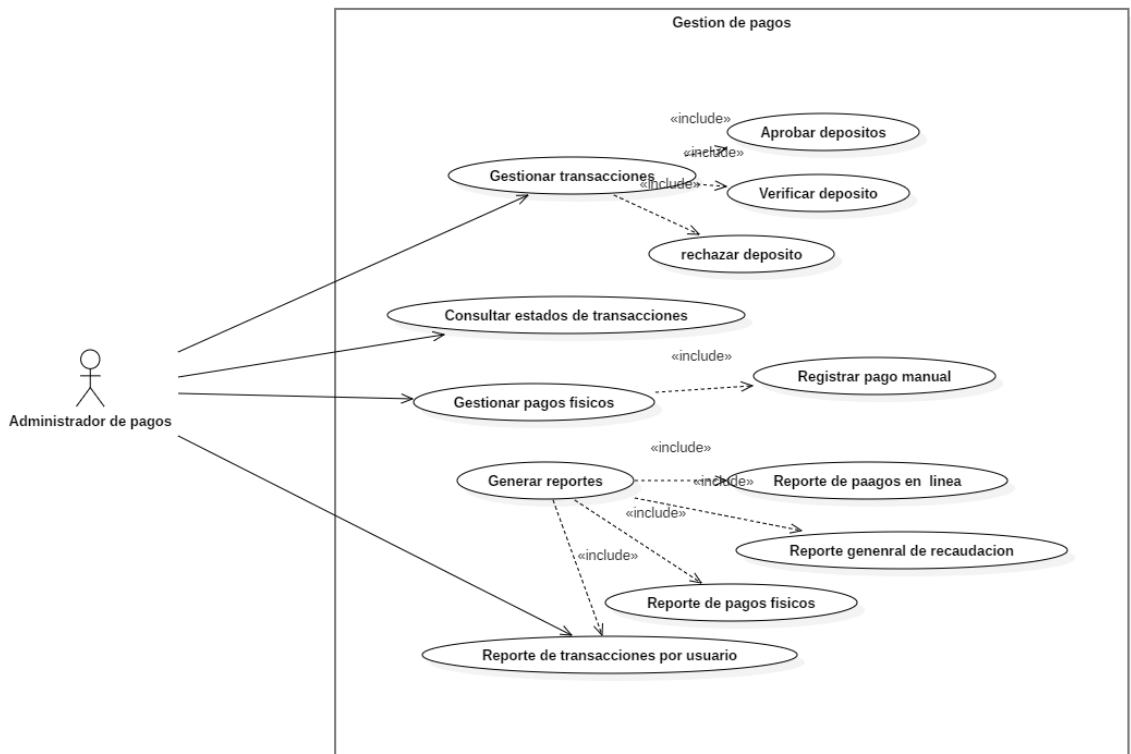 Gestion de pagos
«include»
Aprobar depositos
«include»
Gestionar transacciones
«include»
Verificar deposito
rechazar deposito
Consultar estados de transacciones
«include»
Registrar pago manual
Gestionar pagos fisicos
Administrador de pagos
«include»
Generar reportes
«include»
Reporte de paagos en linea
«include»
Reporte genenral de recaudacion
«include»
Reporte de pagos fisicos
Reporte de transacciones por usuario